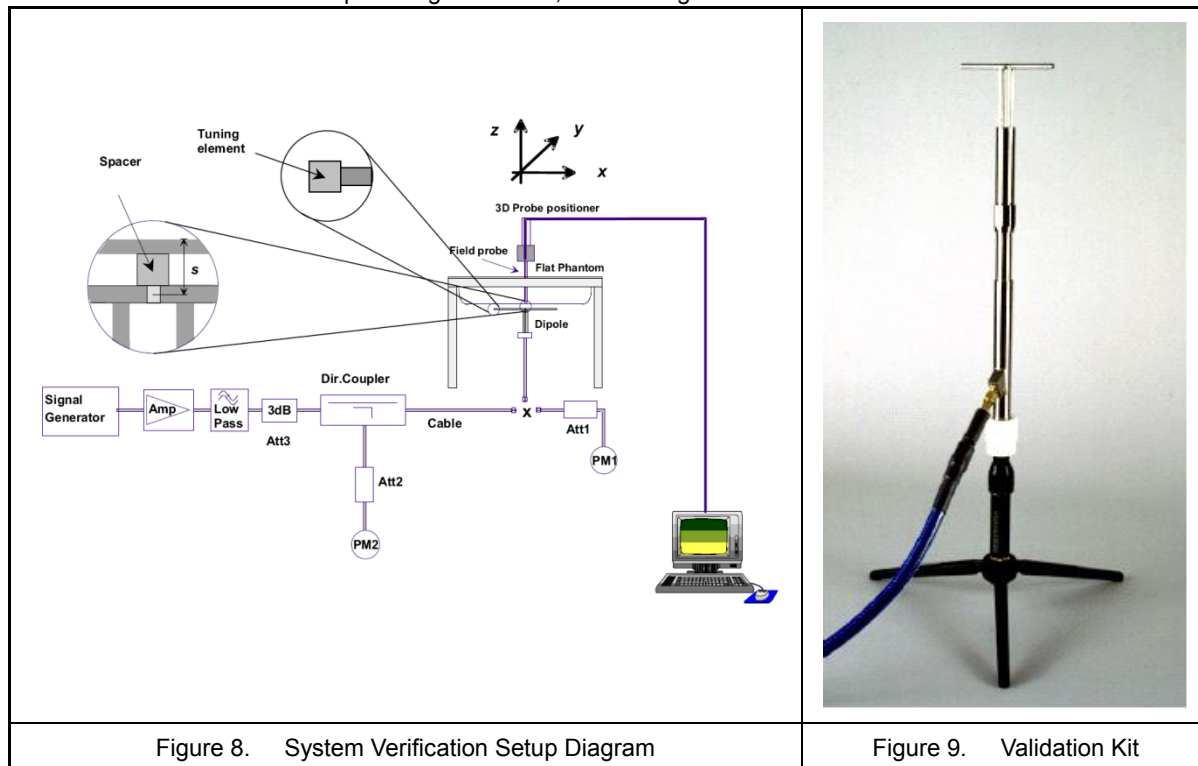 z
y
x
Tuning
element
Spacer
s
3D Probe positioner
Field probe
Flat Phantom
Dipole
Dir.Coupler
Signal
Generator
Amp
Low
Pass
3dB
Att3
Cable
x
Att1
PM1
Att2
PM2
Figure 8. System Verification Setup Diagram
Figure 9. Validation Kit